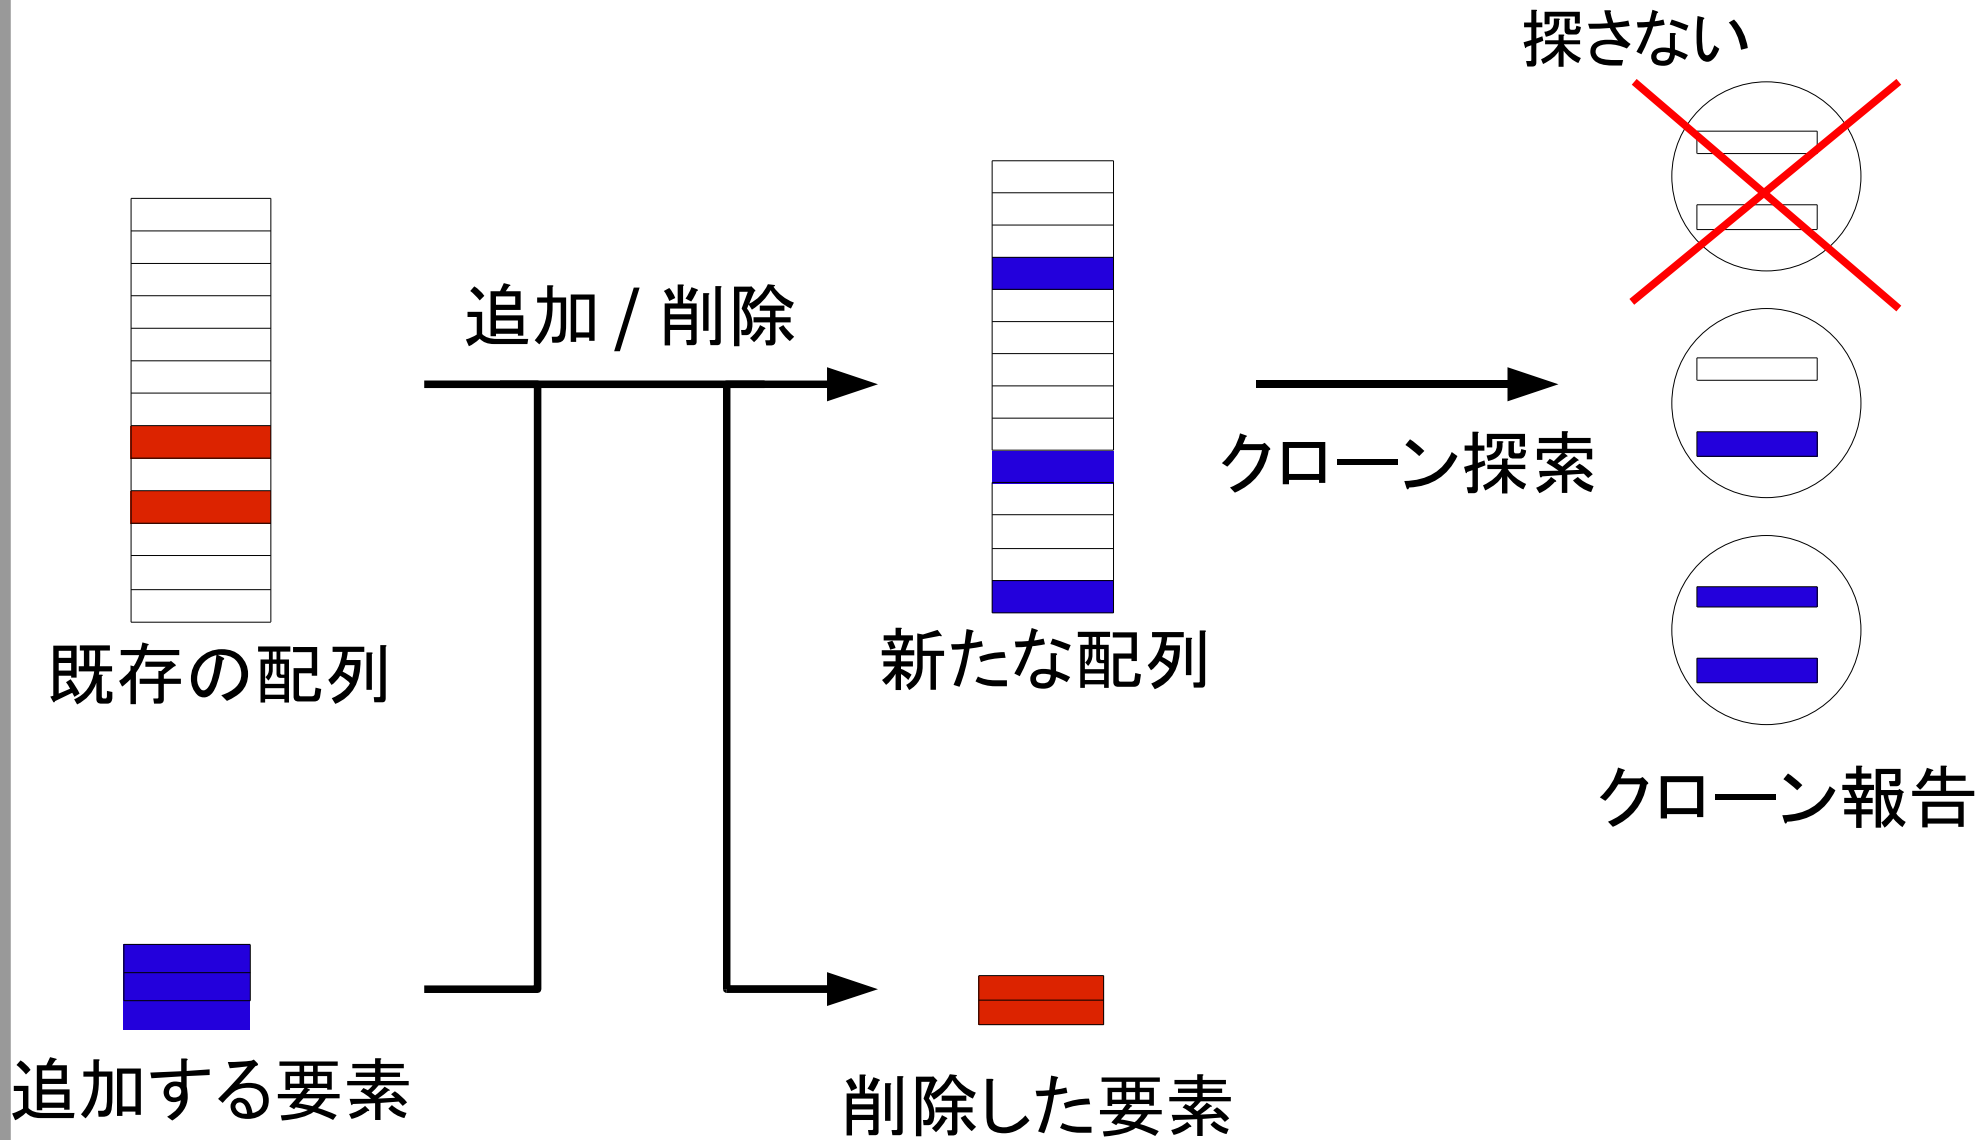 探さない
追加 / 削除
クローン探索
既存の配列
新たな配列
クローン報告
追加する要素
削除した要素